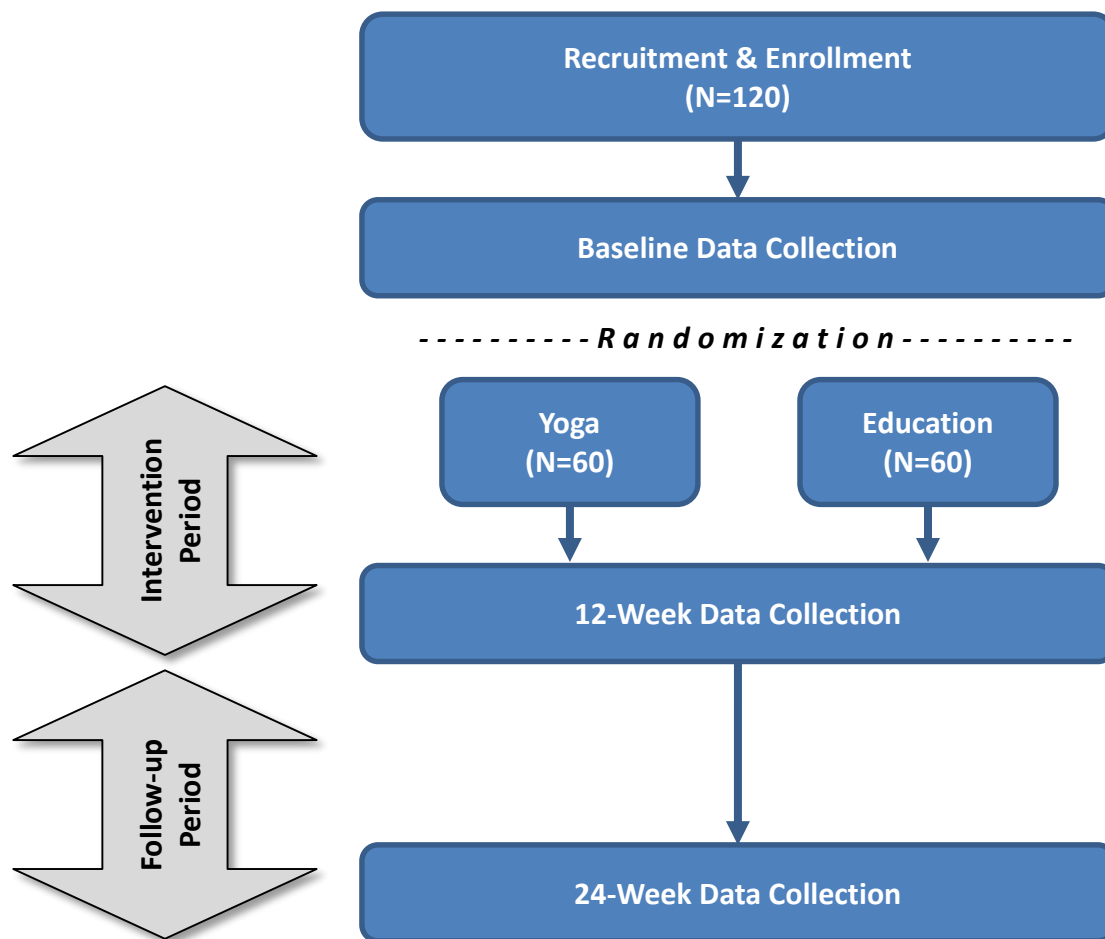 Recruitment & Enrollment
(N=120)
Baseline Data Collection
- - - - - - - - - - Randomization - - - - - - - - - -
Yoga
(N=60)
Education
(N=60)
Intervention
Period
12-Week Data Collection
Follow-up
Period
24-Week Data Collection